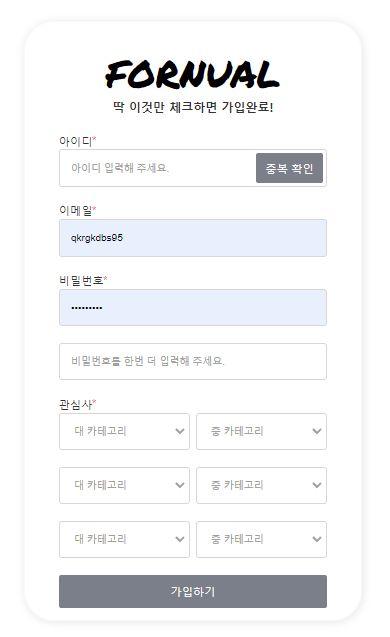 FORNUAL
딱 이것만 체크하면 가입완료!
아이디*
아이디 입력해 주세요. 중복 확인
이메일*
qkrgkdbs95
비밀번호*
•••••••••
비밀번호를 한번 더 입력해 주세요.
관심사*
대 카테고리 중 카테고리
대 카테고리 중 카테고리
대 카테고리 중 카테고리
가입하기